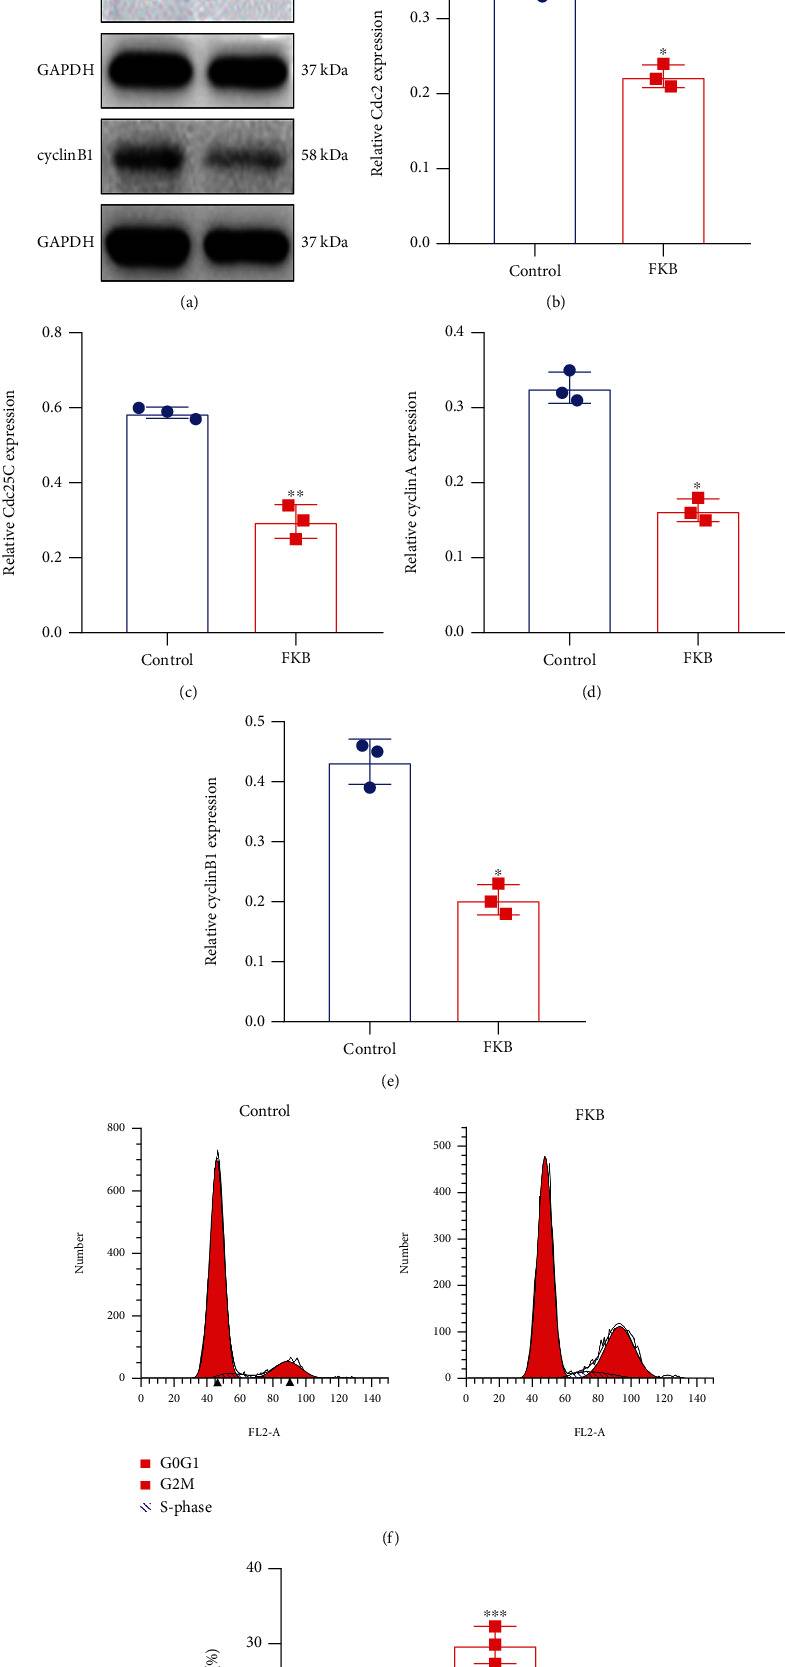 GAPDH 37 kDa
cyclinB1 58 kDa
GAPDH 37 kDa
(a)
Relative Cdc2 expression
0.3
0.2
0.1
0.0
*
Control FKB
(b)
Relative Cdc25C expression
0.8
0.6
0.4
0.2
0.0
**
Control FKB
(c)
Relative cyclinA expression
0.4
0.3
0.2
0.1
0.0
*
Control FKB
(d)
Relative cyclinB1 expression
0.5
0.4
0.3
0.2
0.1
0.0
*
Control FKB
(e)
Control
Number
800
600
400
200
0
0 20 40 60 80 100 120 140
FL2-A
FKB
Number
500
400
300
200
100
0
0 20 40 60 80 100 120 140
FL2-A
G0G1
G2M
S-phase
(f)
40
30
***
(%)